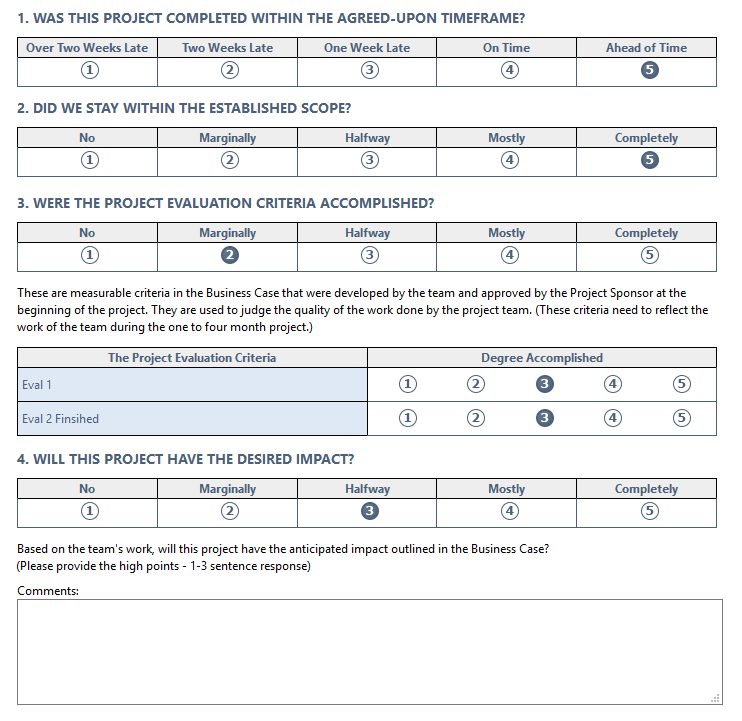 1. WAS THIS PROJECT COMPLETED WITHIN THE AGREED-UPON TIMEFRAME?
Over Two Weeks Late Two Weeks Late One Week Late On Time Ahead of Time
1 2 3 4 5
2. DID WE STAY WITHIN THE ESTABLISHED SCOPE?
No Marginally Halfway Mostly Completely
1 2 3 4 5
3. WERE THE PROJECT EVALUATION CRITERIA ACCOMPLISHED?
No Marginally Halfway Mostly Completely
1 2 3 4 5
These are measurable criteria in the Business Case that were developed by the team and approved by the Project Sponsor at the
beginning of the project. They are used to judge the quality of the work done by the project team. (These criteria need to reflect the
work of the team during the one to four month project.)
The Project Evaluation Criteria Degree Accomplished
Eval 1 1 2 3 4 5
Eval 2 Finsihed 1 2 3 4 5
4. WILL THIS PROJECT HAVE THE DESIRED IMPACT?
No Marginally Halfway Mostly Completely
1 2 3 4 5
Based on the team's work, will this project have the anticipated impact outlined in the Business Case?
(Please provide the high points - 1-3 sentence response)
Comments: